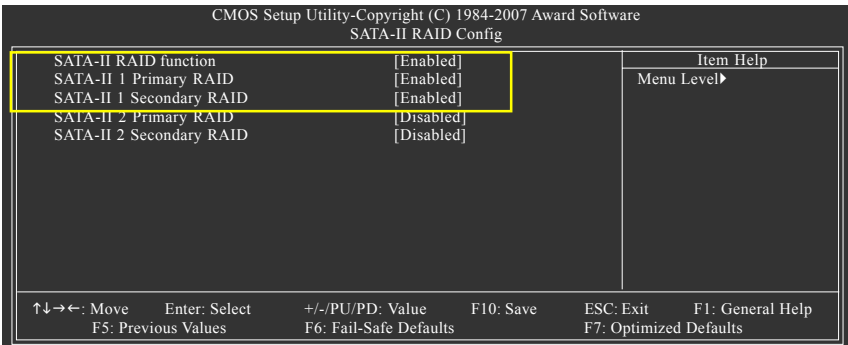 CMOS Setup Utility-Copyright (C) 1984-2007 Award Software
SATA-II RAID Config
SATA-II RAID function [Enabled]
SATA-II 1 Primary RAID [Enabled]
SATA-II 1 Secondary RAID [Enabled]
SATA-II 2 Primary RAID [Disabled]
SATA-II 2 Secondary RAID [Disabled]
Item Help
Menu Level▶
↑↓→←: Move Enter: Select +/-/PU/PD: Value F10: Save ESC: Exit F1: General Help
F5: Previous Values F6: Fail-Safe Defaults F7: Optimized Defaults